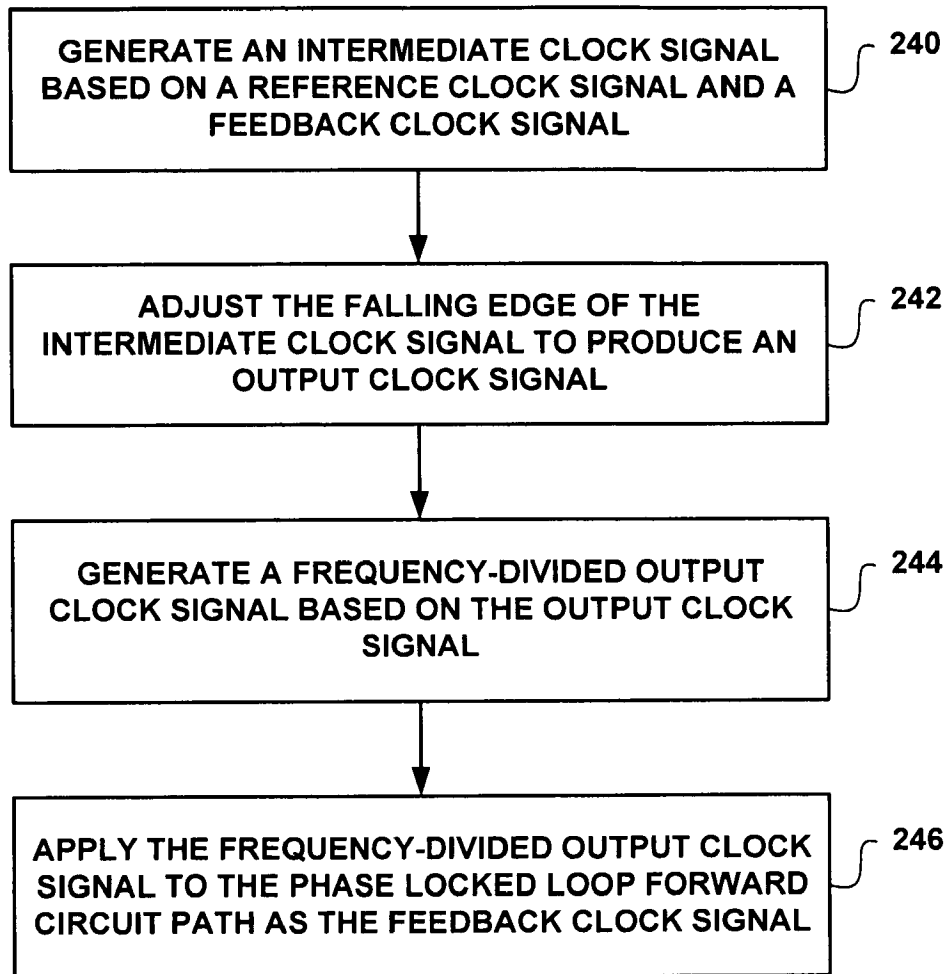 GENERATE AN INTERMEDIATE CLOCK SIGNAL
BASED ON A REFERENCE CLOCK SIGNAL AND A
FEEDBACK CLOCK SIGNAL
240
ADJUST THE FALLING EDGE OF THE
INTERMEDIATE CLOCK SIGNAL TO PRODUCE AN
OUTPUT CLOCK SIGNAL
242
GENERATE A FREQUENCY-DIVIDED OUTPUT
CLOCK SIGNAL BASED ON THE OUTPUT CLOCK
SIGNAL
244
APPLY THE FREQUENCY-DIVIDED OUTPUT CLOCK
SIGNAL TO THE PHASE LOCKED LOOP FORWARD
CIRCUIT PATH AS THE FEEDBACK CLOCK SIGNAL
246